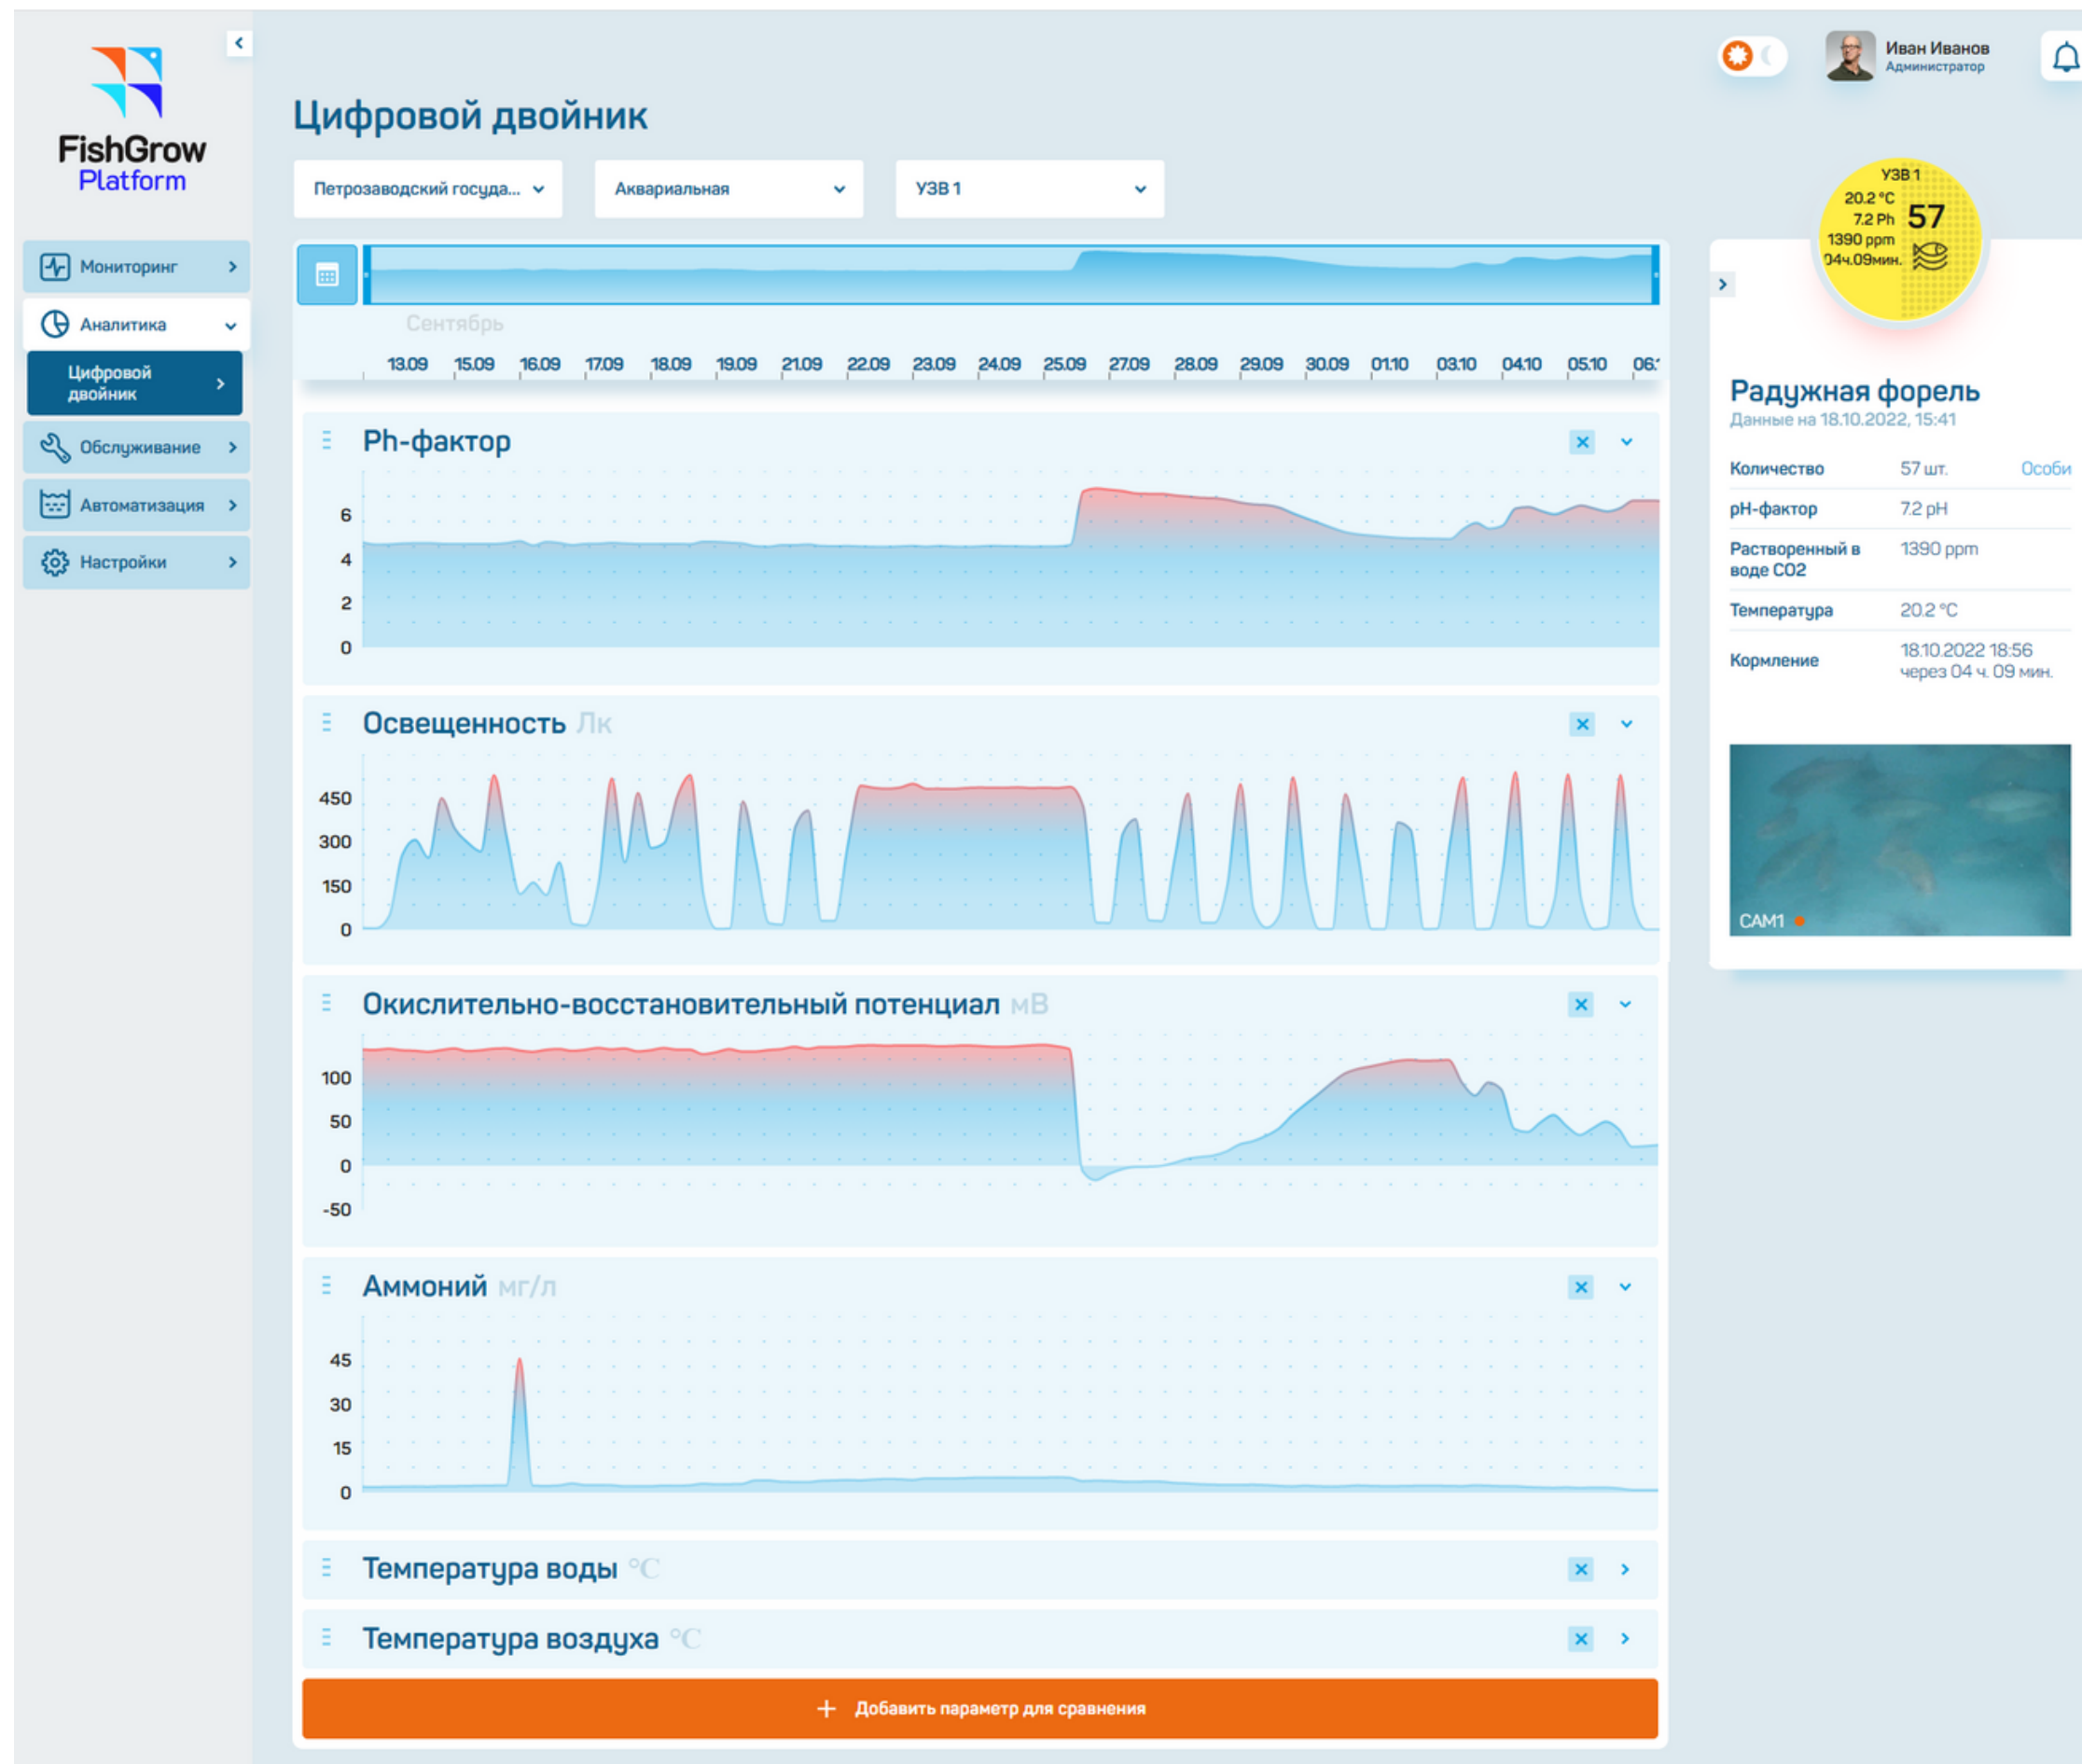 FishGrow
Platform
Мониторинг
Аналитика
Цифровой
двойник
Обслуживание
Автоматизация
Настройки
Иван Иванов
Администратор
Цифровой двойник
Петрозаводский госуда...
Аквариальная
УЗВ 1
Сентябрь
13.09 15.09 16.09 17.09 18.09 19.09 21.09 22.09 23.09 24.09 25.09 27.09 28.09 29.09 30.09 01.10 03.10 04.10 05.10 06.1
Ph-фактор
6
4
2
0
Освещенность Лк
450
300
150
0
Окислительно-восстановительный потенциал мВ
100
50
0
-50
Аммоний мг/л
45
30
15
0
Температура воды °C
Температура воздуха °C
+ Добавить параметр для сравнения
УЗВ 1
20.2 °C
7.2 Ph
57
1390 ppm
04ч.09мин.
Радужная форель
Данные на 18.10.2022, 15:41
Количество 57 шт. Особи
pH-фактор 7.2 pH
Растворенный в 1390 ppm
воде CO2
Температура 20.2 °C
Кормление 18.10.2022 18:56
через 04 ч. 09 мин.
CAM1